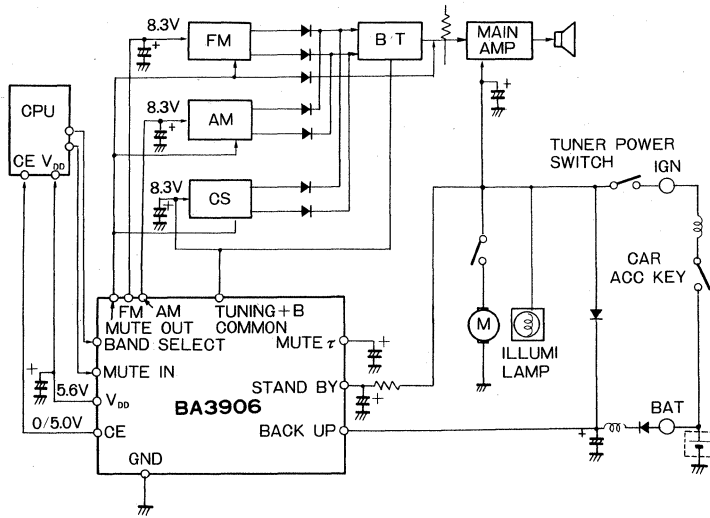 8.3V
FM
B T
MAIN
AMP
CPU
CE VDD
8.3V
AM
8.3V
CS
TUNER POWER
SWITCH
IGN
CAR
ACC KEY
FM AM
MUTE OUT
TUNING+B
COMMON
BAND SELECT
MUTE τ
MUTE IN
M
ILLUMI
LAMP
STAND BY
5.6V
VDD
BA3906
0/5.0V
CE
BACK UP
BAT
GND
+
+
+
+
+
+
+
+